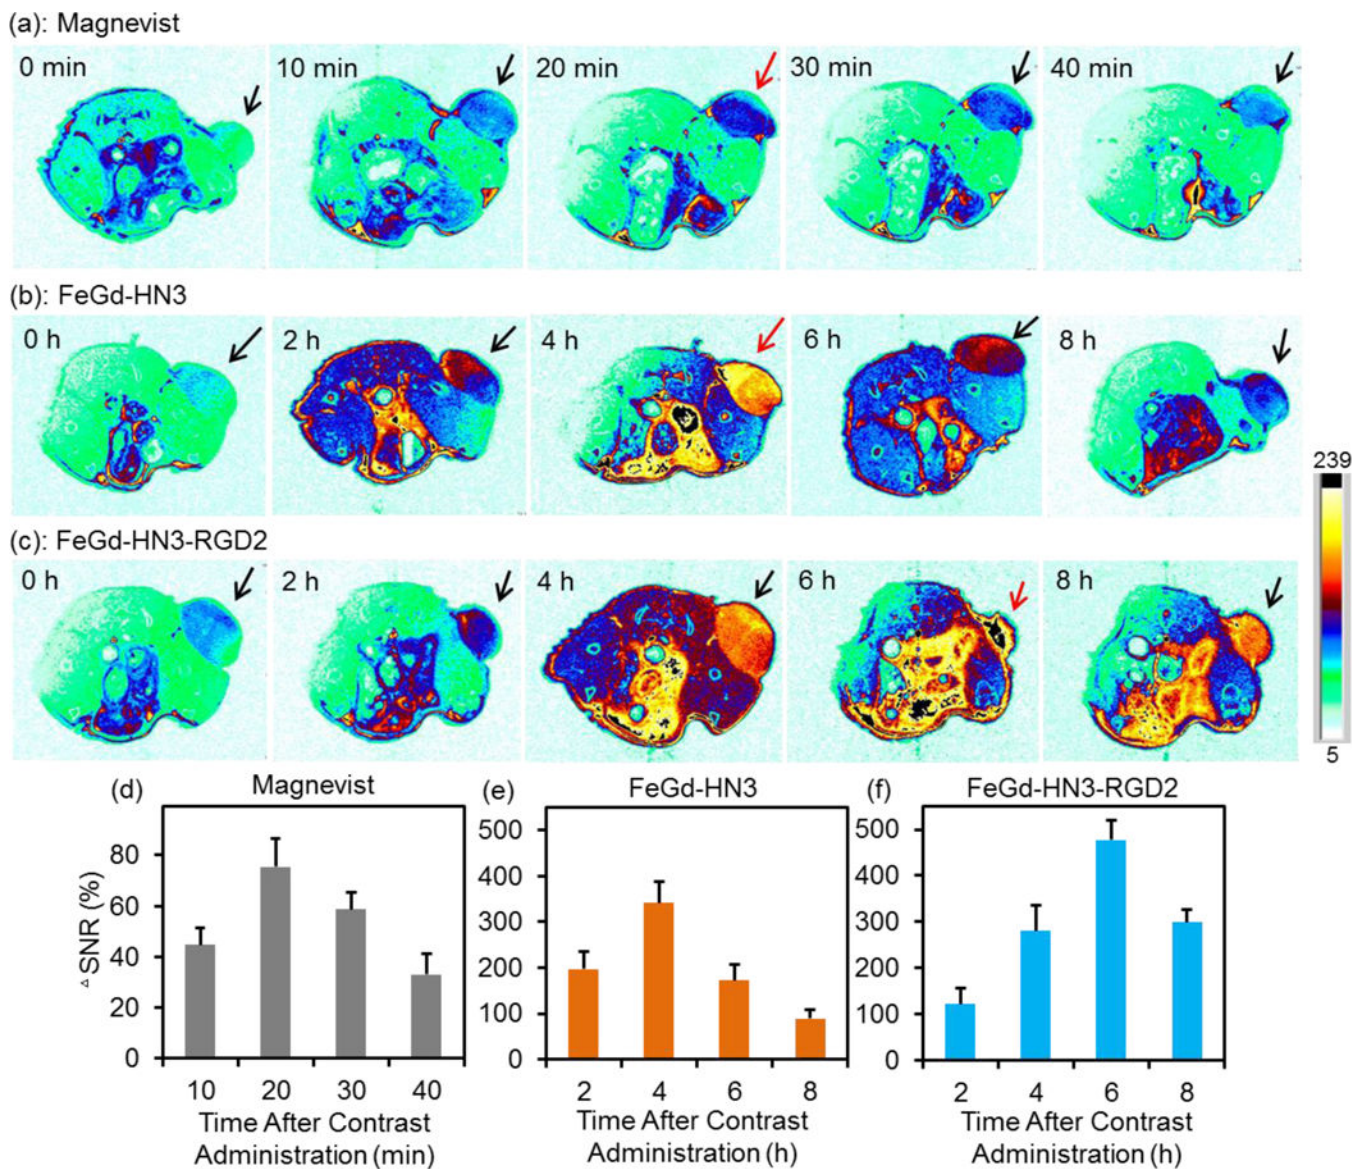 (a): Magnevist
0 min 10 min 20 min 30 min 40 min
(b): FeGd-HN3
0 h 2 h 4 h 6 h 8 h
239
(c): FeGd-HN3-RGD2
0 h 2 h 4 h 6 h 8 h
5
(d) Magnevist (e) FeGd-HN3 (f) FeGd-HN3-RGD2
ΔSNR (%)
80
60
40
20
0
10 20 30 40
Time After Contrast
Administration (min)
500
400
300
200
100
0
2 4 6 8
Time After Contrast
Administration (h)
500
400
300
200
100
0
2 4 6 8
Time After Contrast
Administration (h)